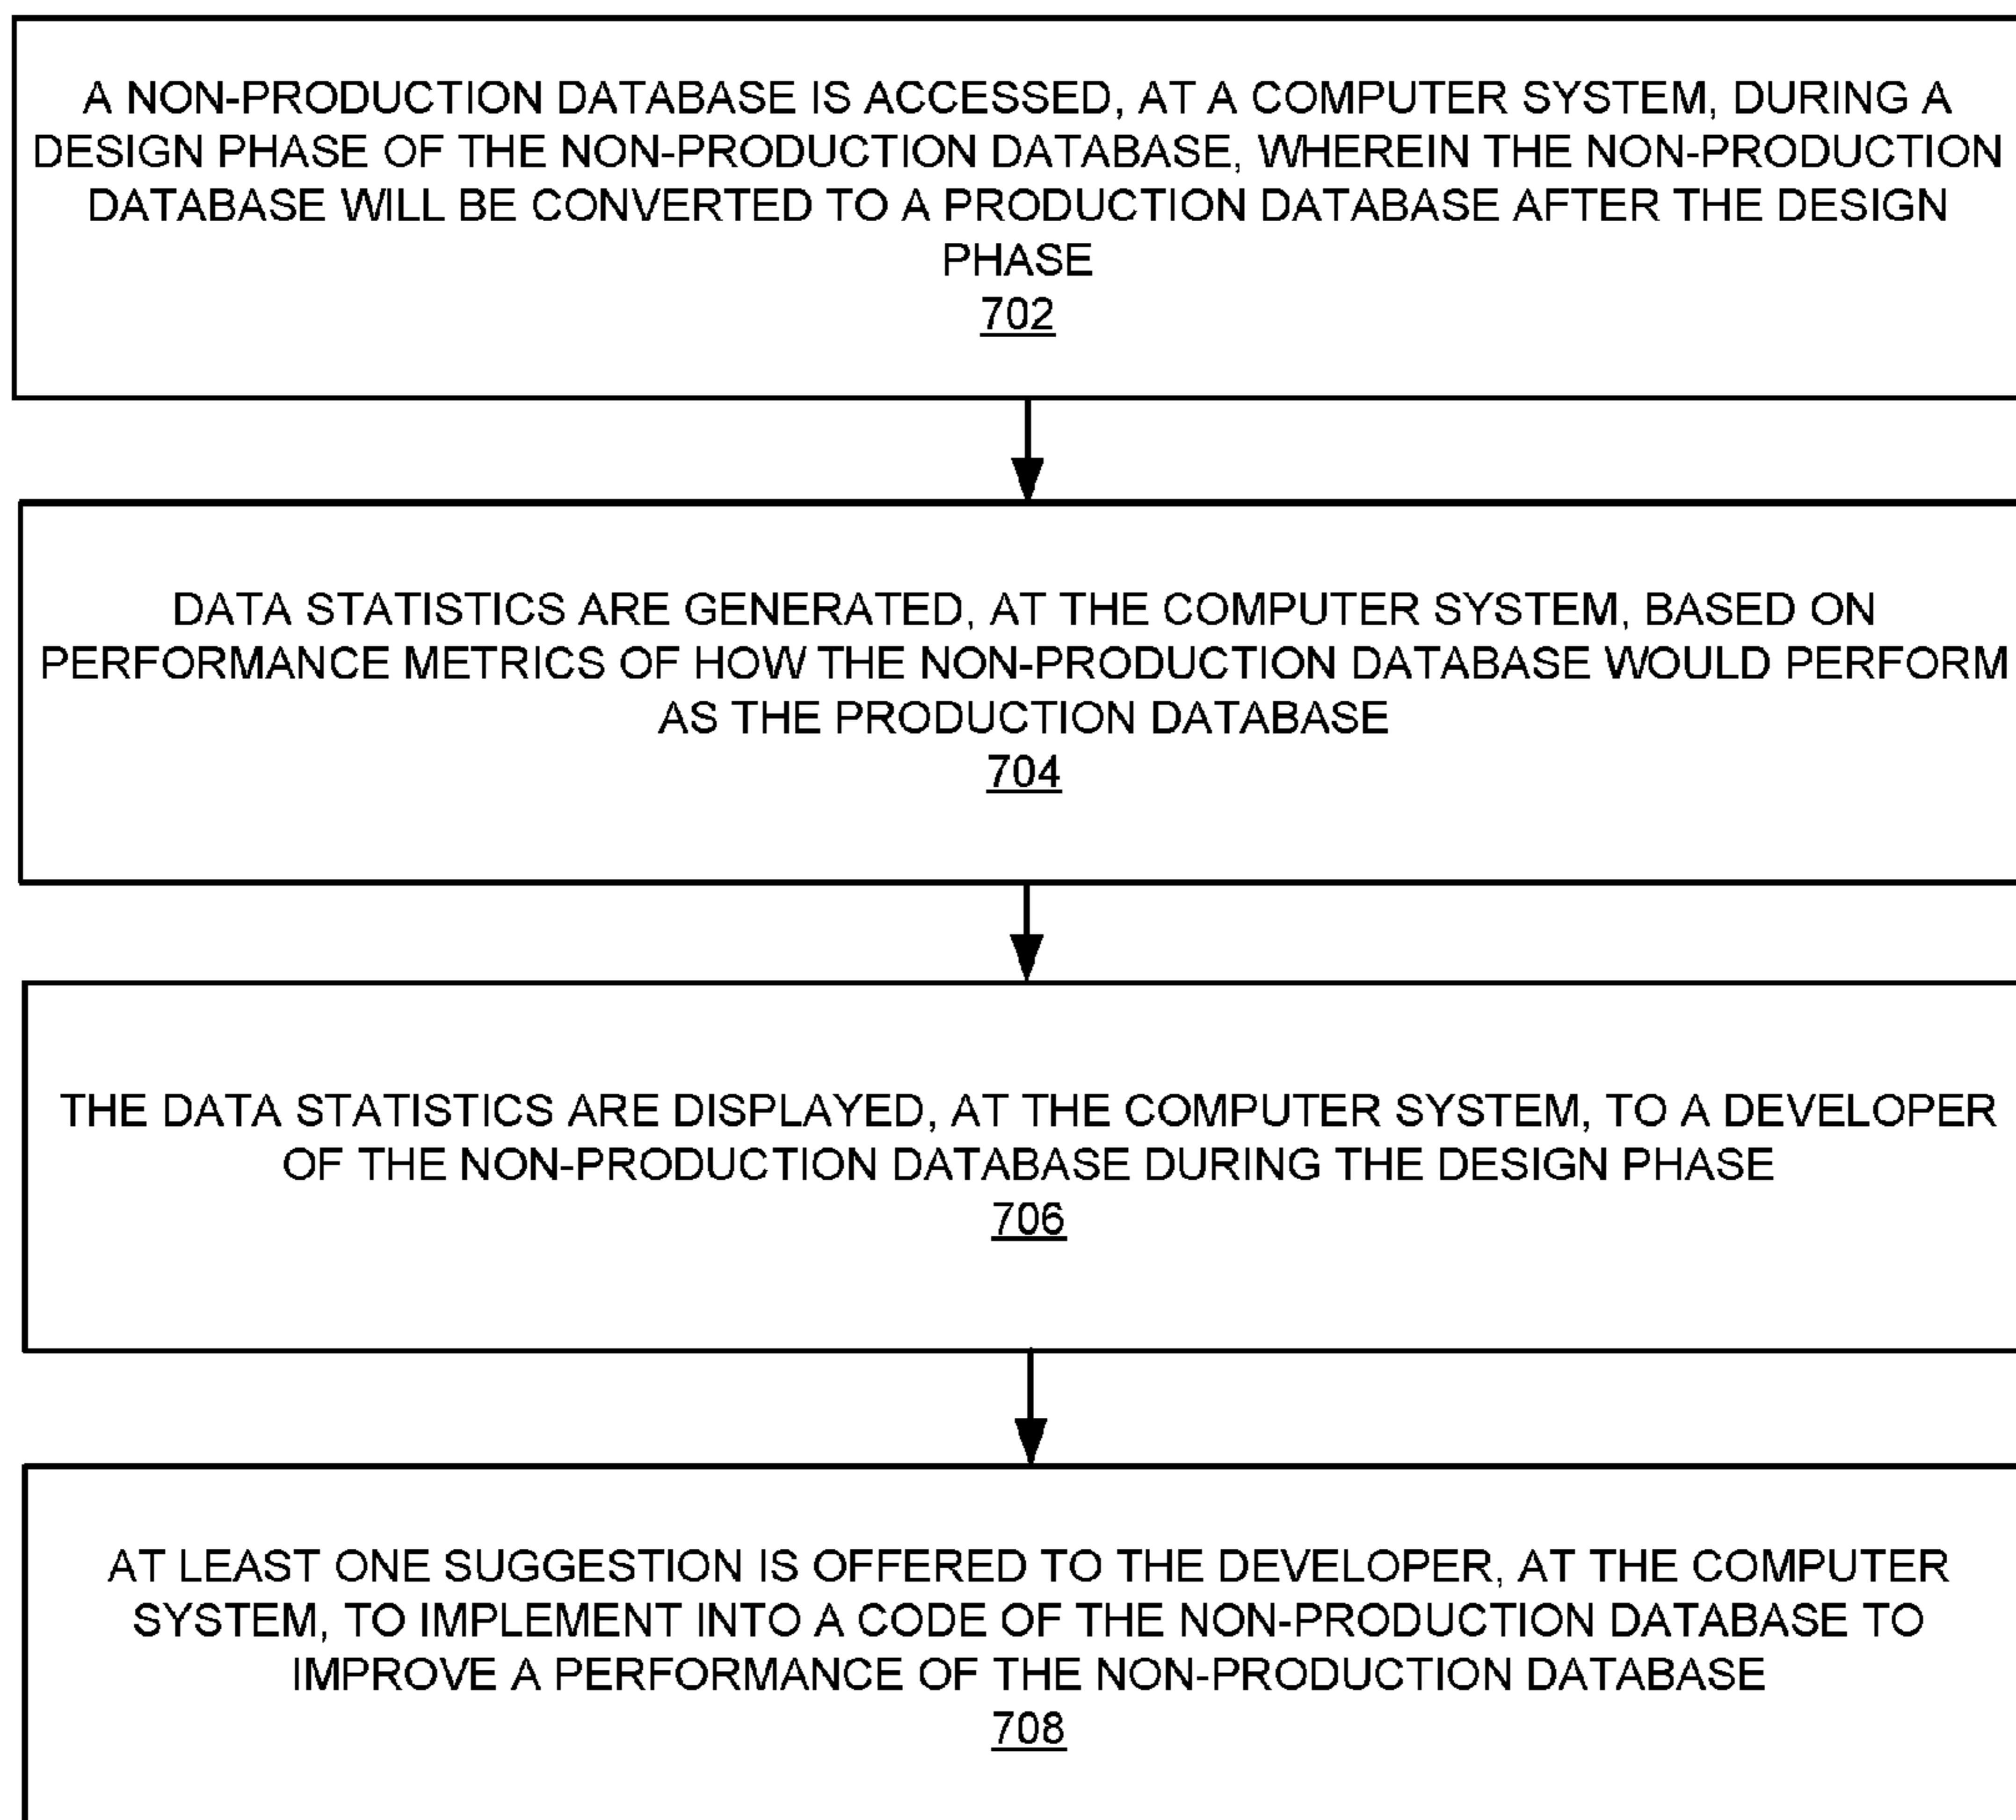 A NON-PRODUCTION DATABASE IS ACCESSED, AT A COMPUTER SYSTEM, DURING A
DESIGN PHASE OF THE NON-PRODUCTION DATABASE, WHEREIN THE NON-PRODUCTION
DATABASE WILL BE CONVERTED TO A PRODUCTION DATABASE AFTER THE DESIGN
PHASE
702
DATA STATISTICS ARE GENERATED, AT THE COMPUTER SYSTEM, BASED ON
PERFORMANCE METRICS OF HOW THE NON-PRODUCTION DATABASE WOULD PERFORM
AS THE PRODUCTION DATABASE
704
THE DATA STATISTICS ARE DISPLAYED, AT THE COMPUTER SYSTEM, TO A DEVELOPER
OF THE NON-PRODUCTION DATABASE DURING THE DESIGN PHASE
706
AT LEAST ONE SUGGESTION IS OFFERED TO THE DEVELOPER, AT THE COMPUTER
SYSTEM, TO IMPLEMENT INTO A CODE OF THE NON-PRODUCTION DATABASE TO
IMPROVE A PERFORMANCE OF THE NON-PRODUCTION DATABASE
708